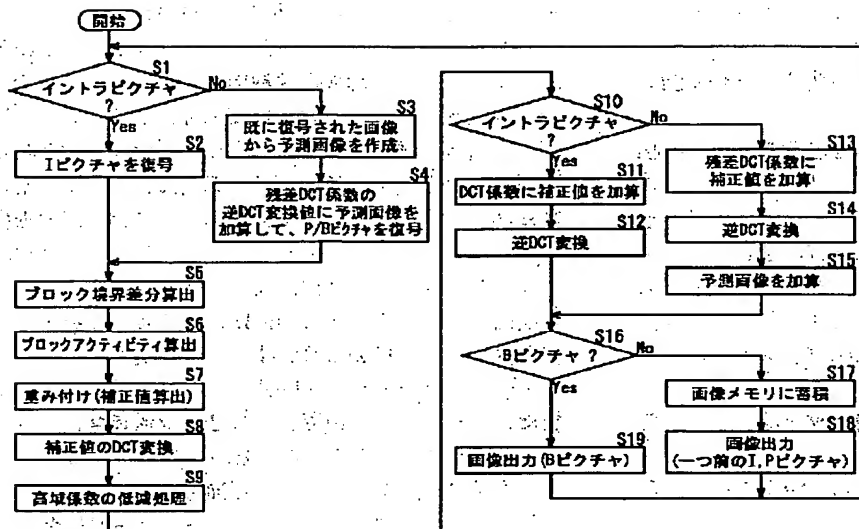 開始
S1
イントラピクチャ
?
No
Yes
S2
Iピクチャを復号
S3
既に復号された画像
から予測画像を作成
S4
残差DCT係数の
逆DCT変換値に予測画像を
加算して、P/Bピクチャを復号
S5
ブロック境界差分算出
S6
ブロックアクティビティ算出
S7
重み付け(補正値算出)
S8
補正値のDCT変換
S9
高域係数の低減処理
S10
イントラピクチャ
?
No
Yes
S11
DCT係数に補正値を加算
S12
逆DCT変換
S13
残差DCT係数に
補正値を加算
S14
逆DCT変換
S15
予測画像を加算
S16
Bピクチャ ?
No
Yes
S17
画像メモリに蓄積
S18
画像出力
(一つ前のI,Pピクチャ)
S19
画像出力(Bピクチャ)